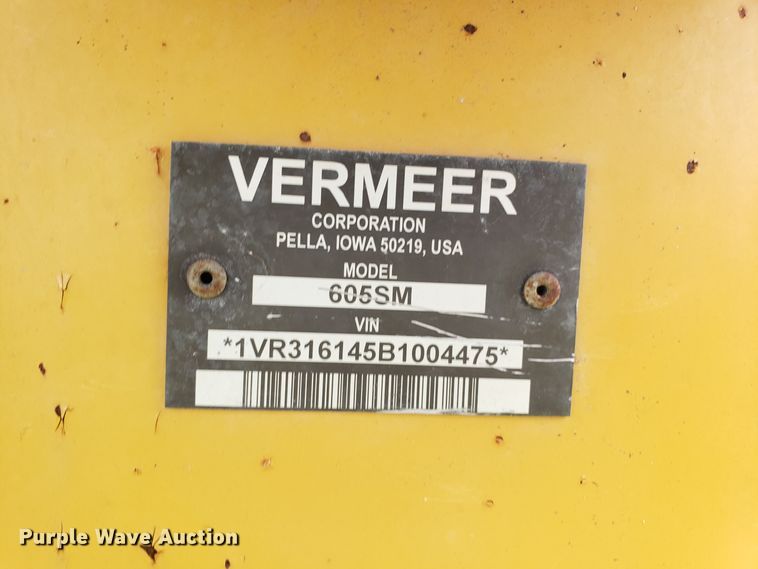 VERMEER
CORPORATION
PELLA, IOWA 50219, USA
MODEL
605SM
VIN
*1VR316145B1004475*
Purple Wave Auction